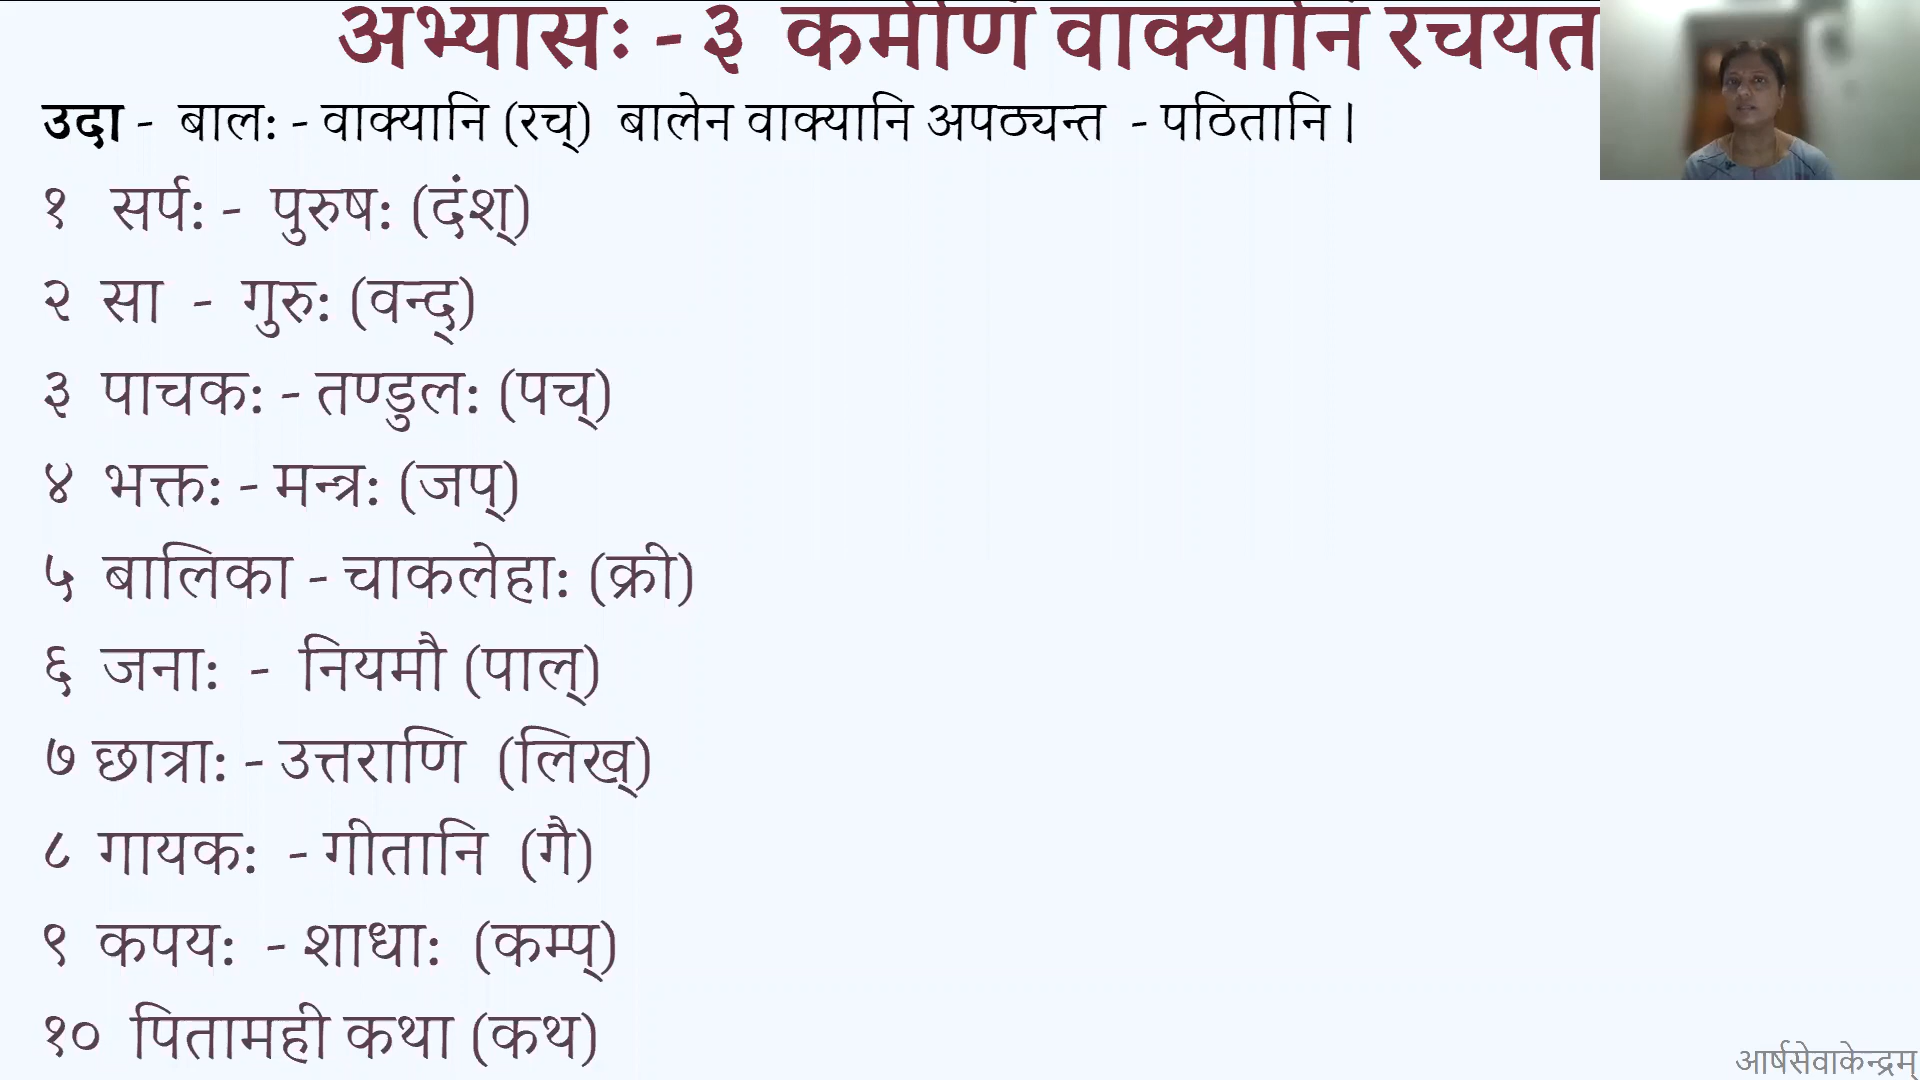 अभ्यासः - ३ कर्मणि वाक्यानि रचयत
उदा - बालः - वाक्यानि (रच्) बालेन वाक्यानि अपठ्यन्त - पठितानि।
१ सर्पः - पुरुषः (दंश्)
२ सा - गुरुः (वन्द्)
३ पाचकः - तण्डुलः (पच्)
४ भक्तः - मन्त्रः (जप्)
५ बालिका - चाकलेहाः (क्री)
६ जनाः - नियमौ (पाल्)
७ छात्राः - उत्तराणि (लिख्)
८ गायकः - गीतानि (गै)
९ कपयः - शाधाः (कम्प्)
१० पितामही कथा (कथ)
आर्षसेवाकेन्द्रम्